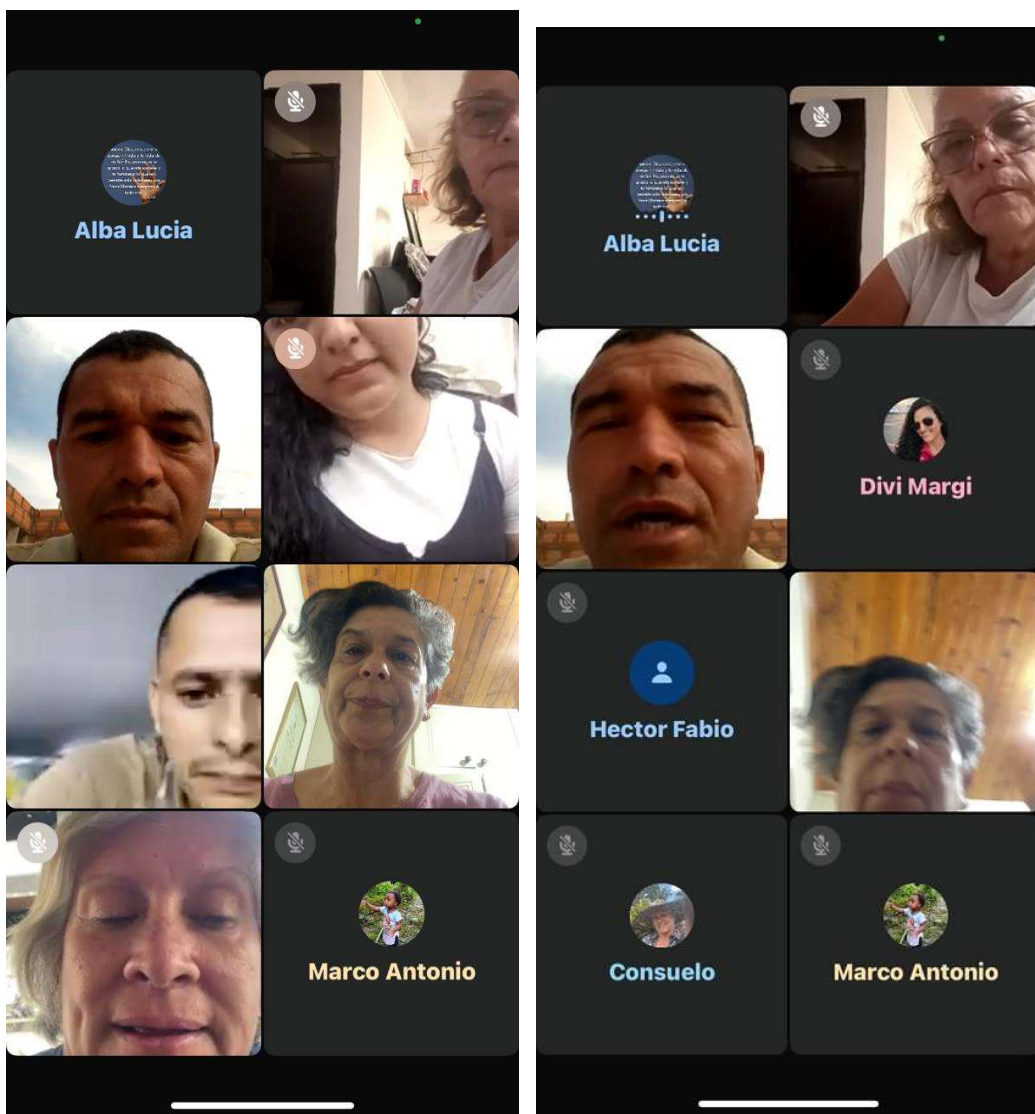 Alba Lucia
Marco Antonio
Alba Lucia
Divi Margi
Hector Fabio
Consuelo
Marco Antonio